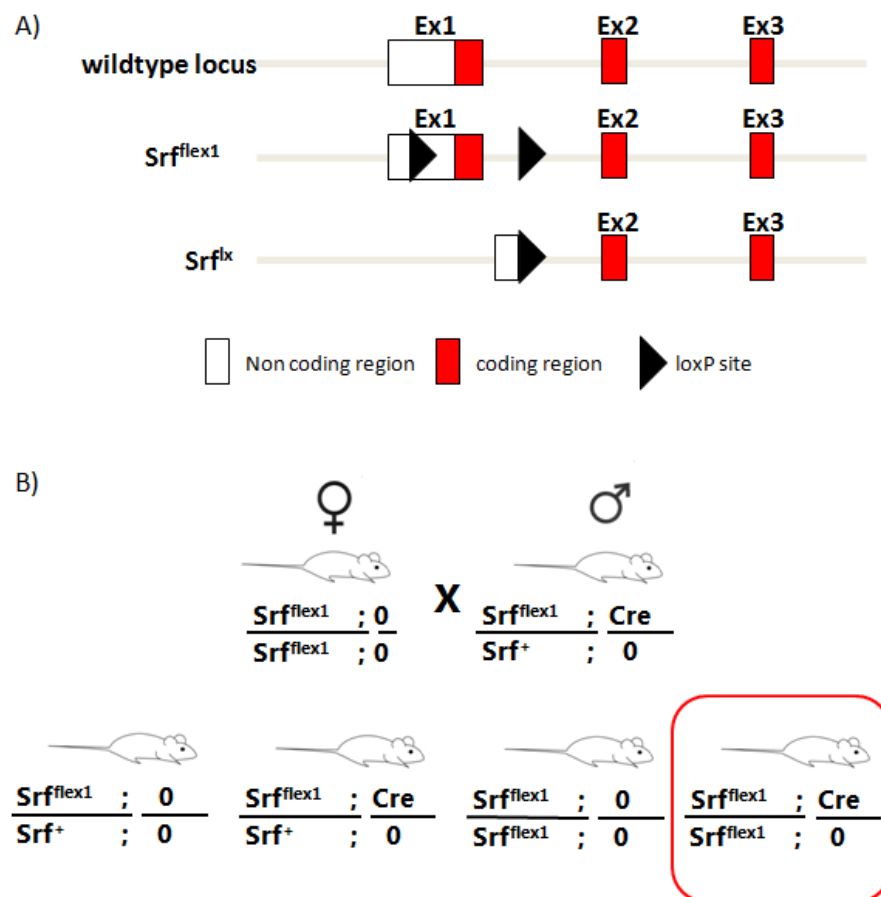 A)
Ex1 Ex2 Ex3
wildtype locus
Ex1 Ex2 Ex3
Srf^flex1
Ex2 Ex3
Srf^lx
Non coding region coding region loxP site
B)
♀ ♂
X
Srf^flex1 ; 0 Srf^flex1 ; Cre
Srf^flex1 ; 0 Srf^+ ; 0
Srf^flex1 ; 0 Srf^flex1 ; Cre Srf^flex1 ; 0 Srf^flex1 ; Cre
Srf^+ ; 0 Srf^+ ; 0 Srf^flex1 ; 0 Srf^flex1 ; 0